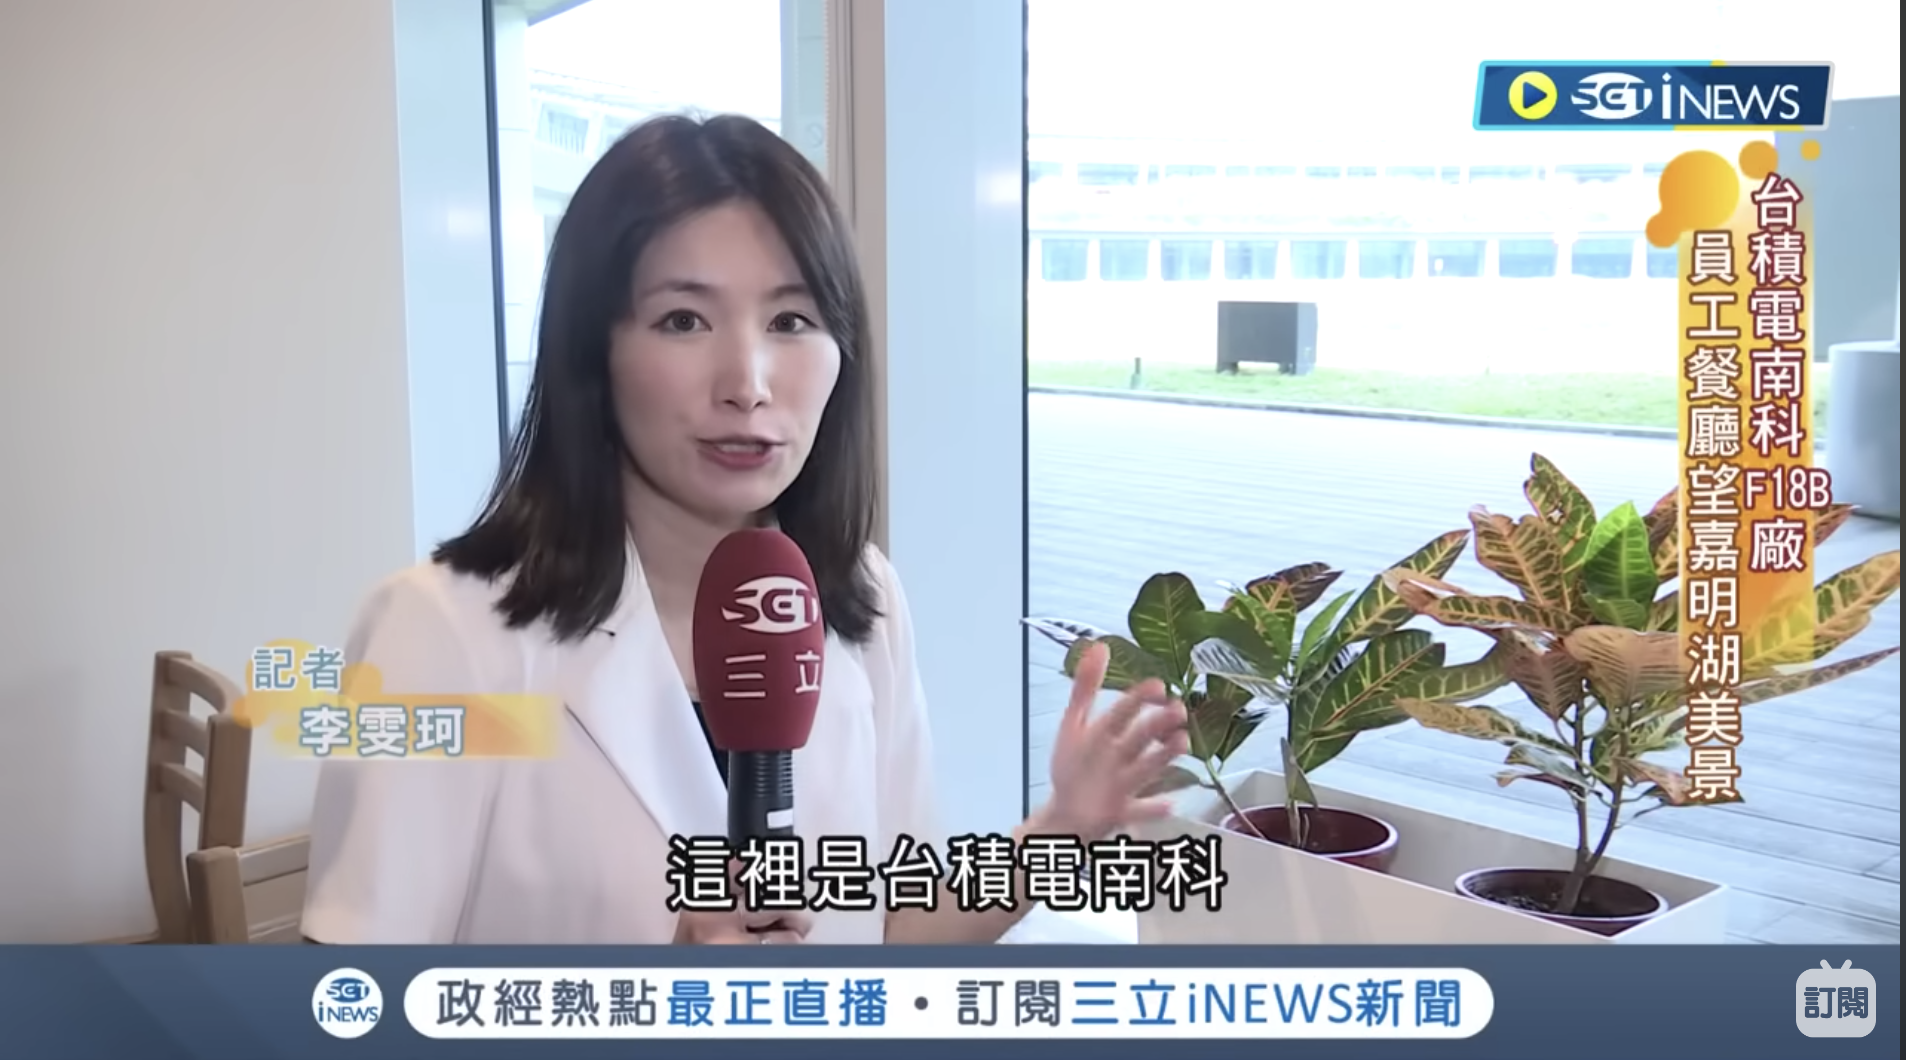 SET iNEWS
台積電南科F18B廠
員工餐廳望嘉明湖美景
SET
三立
記者
李雯珂
這裡是台積電南科
SET
iNEWS
政經熱點最正直播・訂閱三立iNEWS新聞
訂閱